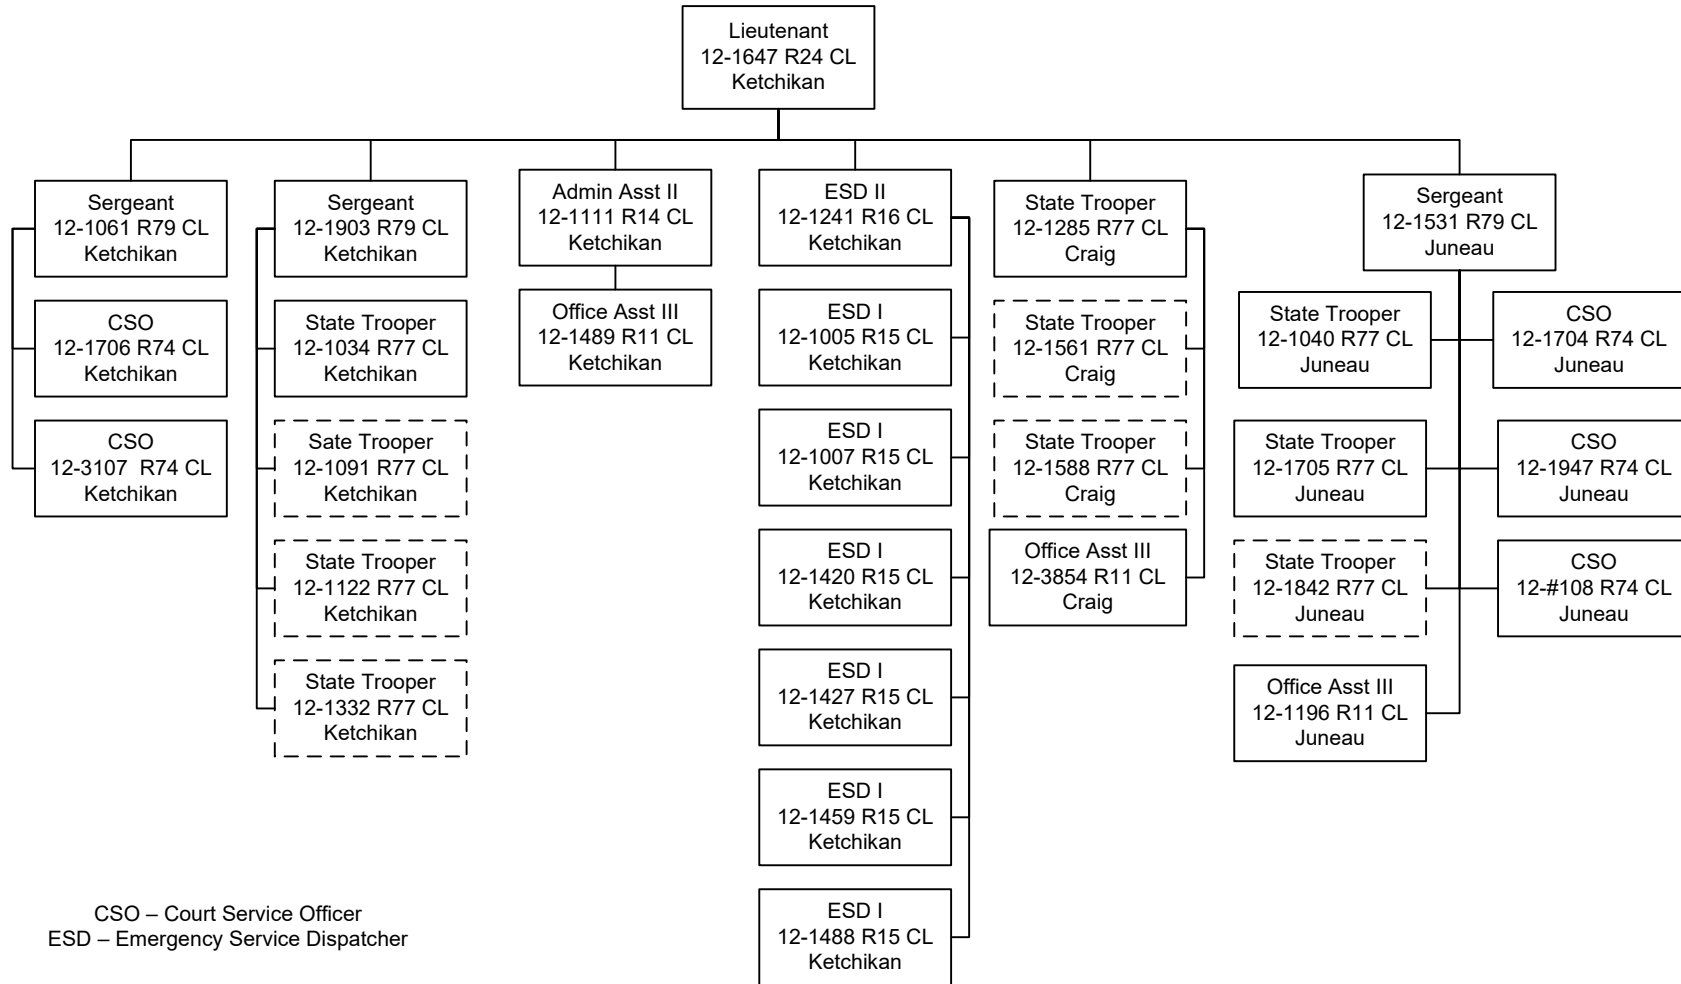 Lieutenant
12-1647 R24 CL
Ketchikan
Sergeant
12-1061 R79 CL
Ketchikan
CSO
12-1706 R74 CL
Ketchikan
CSO
12-3107  R74 CL
Ketchikan
Sergeant
12-1903 R79 CL
Ketchikan
State Trooper
12-1034 R77 CL
Ketchikan
Sate Trooper
12-1091 R77 CL
Ketchikan
State Trooper
12-1122 R77 CL
Ketchikan
State Trooper
12-1332 R77 CL
Ketchikan
Admin Asst II
12-1111 R14 CL
Ketchikan
Office Asst III
12-1489 R11 CL
Ketchikan
ESD II
12-1241 R16 CL
Ketchikan
ESD I
12-1005 R15 CL
Ketchikan
ESD I
12-1007 R15 CL
Ketchikan
ESD I
12-1420 R15 CL
Ketchikan
ESD I
12-1427 R15 CL
Ketchikan
ESD I
12-1459 R15 CL
Ketchikan
ESD I
12-1488 R15 CL
Ketchikan
State Trooper
12-1285 R77 CL
Craig
State Trooper
12-1561 R77 CL
Craig
State Trooper
12-1588 R77 CL
Craig
Office Asst III
12-3854 R11 CL
Craig
Sergeant
12-1531 R79 CL
Juneau
State Trooper
12-1040 R77 CL
Juneau
CSO
12-1704 R74 CL
Juneau
State Trooper
12-1705 R77 CL
Juneau
CSO
12-1947 R74 CL
Juneau
State Trooper
12-1842 R77 CL
Juneau
CSO
12-#108 R74 CL
Juneau
Office Asst III
12-1196 R11 CL
Juneau
CSO – Court Service Officer
ESD – Emergency Service Dispatcher